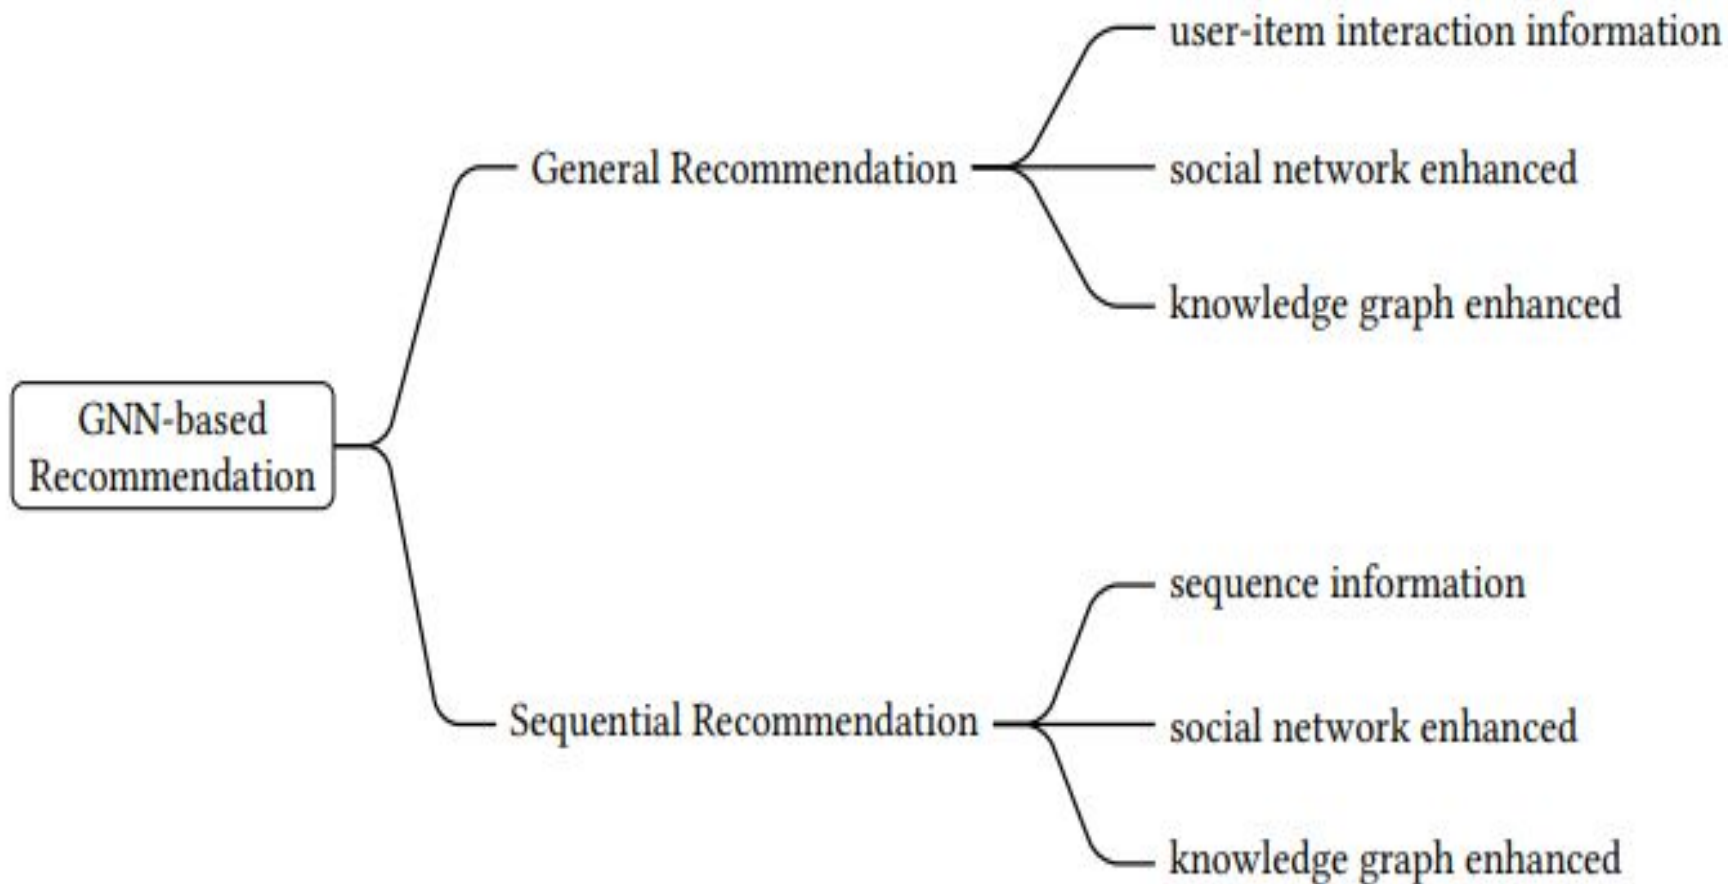 user-item interaction information
General Recommendation
social network enhanced
knowledge graph enhanced
GNN-based
Recommendation
sequence information
Sequential Recommendation
social network enhanced
knowledge graph enhanced